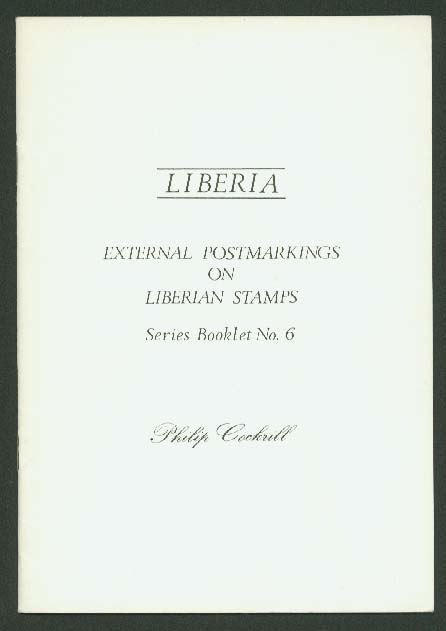 LIBERIA
EXTERNAL POSTMARKINGS
ON
LIBERIAN STAMPS
Series Booklet No. 6
Philip Cockrill